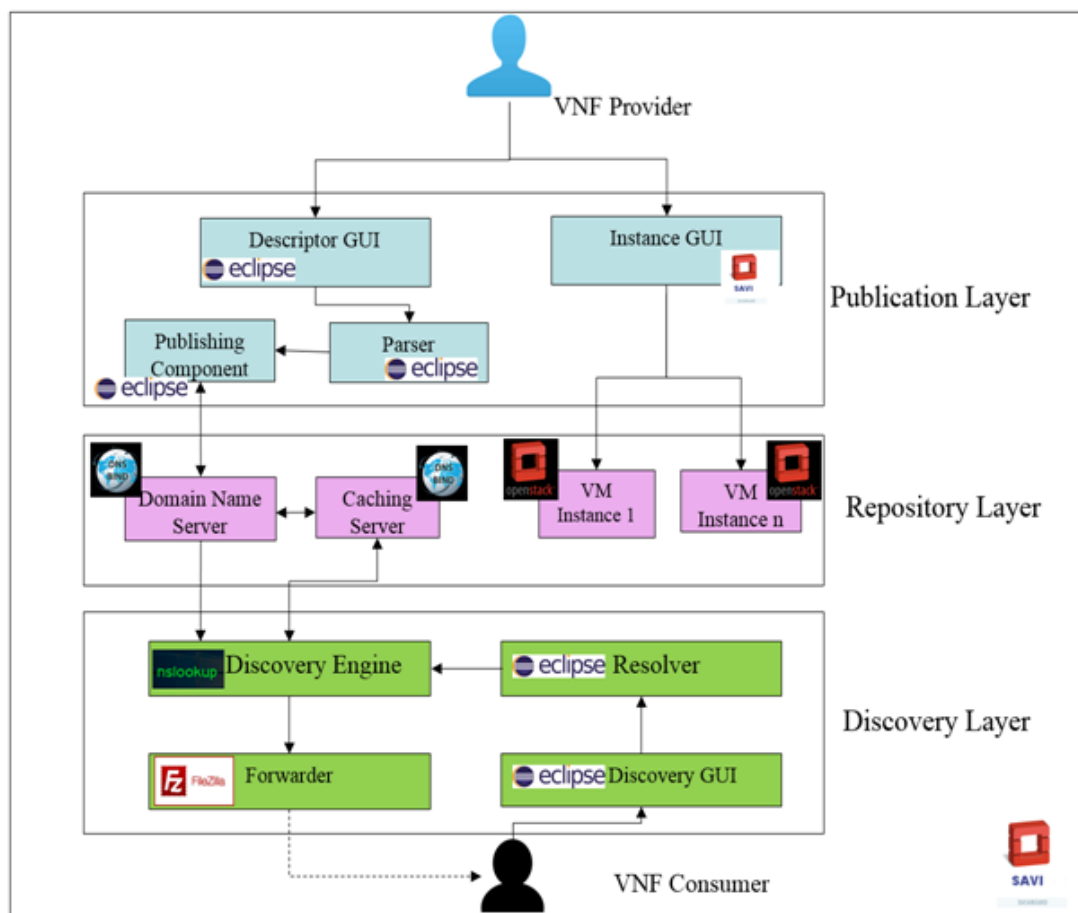 VNF Provider
Descriptor GUI
eclipse
Instance GUI
SAVI
Publication Layer
Publishing
Component
eclipse
Parser
eclipse
DNS
BIND
DNS
BIND
openstack
openstack
Domain Name
Server
Caching
Server
VM
Instance 1
VM
Instance n
Repository Layer
nslookup
Discovery Engine
eclipse
Resolver
Discovery Layer
Fz
FileZilla
Forwarder
eclipse
Discovery GUI
VNF Consumer
SAVI